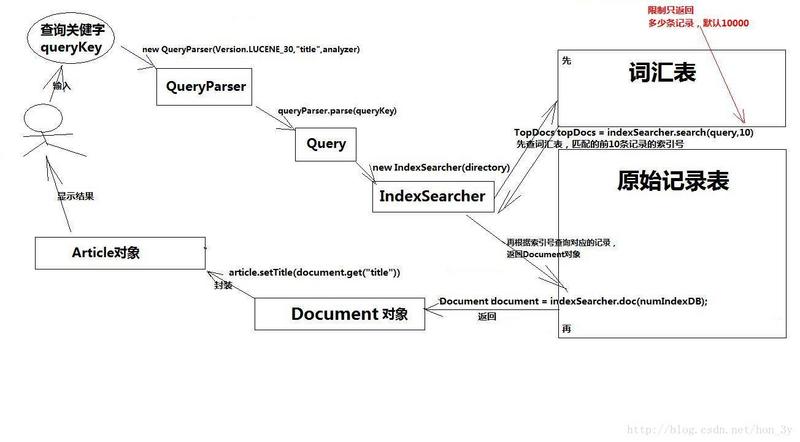 查询关健字
queryKey
限制只返回
多少条记录，默认10000
new QueryParser(Version.LUCENE_30,"title",analyzer)
先
词汇表
QueryParser
输入
queryParser.parse(queryKey)
TopDocs topDocs = indexSearcher.search(query,10)
先查词汇表，匹配的前10条记录的索引号
Query
new IndexSearcher(directory)
原始记录表
IndexSearcher
显示结果
再根据索引号查询对应的记录，
返回Document对象
Article对象
article.setTitle(document.get("title"))
封装
Document document = indexSearcher.doc(numIndexDB);
Document 对象
返回
再
http://blog.csdn.net/hon_3y